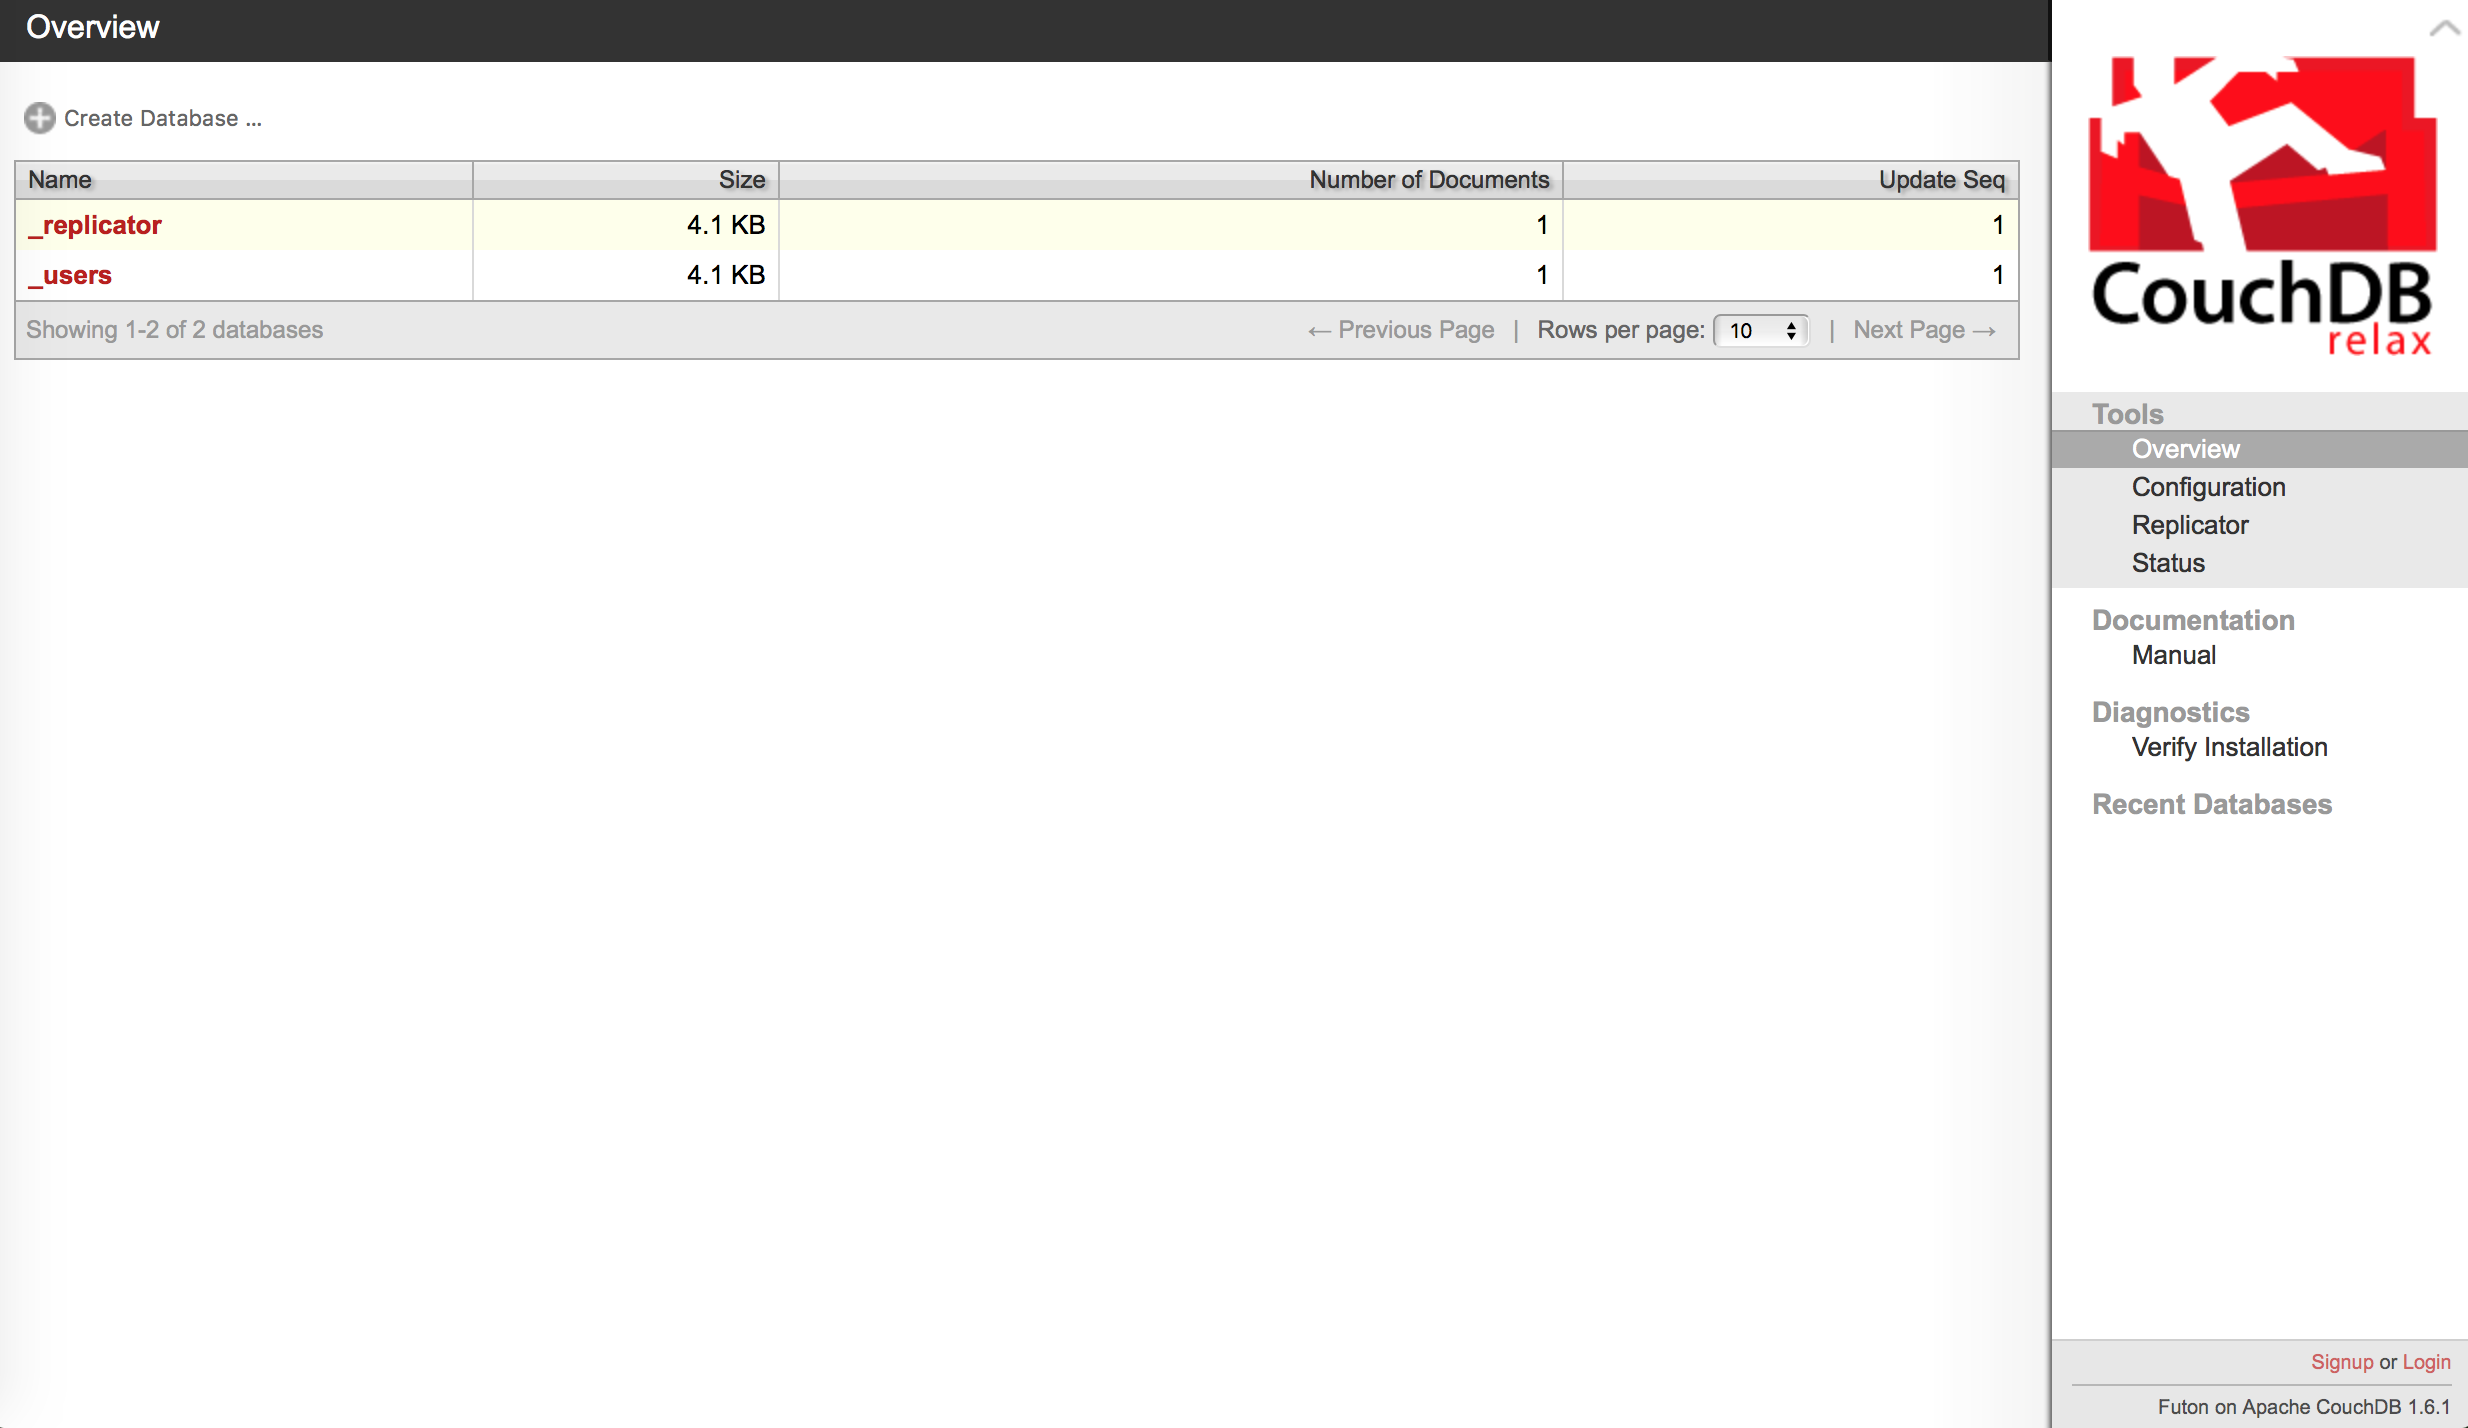 Overview
Create Database ...
Name Size Number of Documents Update Seq
_replicator 4.1 KB 1 1
_users 4.1 KB 1 1
Showing 1-2 of 2 databases ← Previous Page | Rows per page: 10 | Next Page →
CouchDB
relax
Tools
Overview
Configuration
Replicator
Status
Documentation
Manual
Diagnostics
Verify Installation
Recent Databases
Signup or Login
Futon on Apache CouchDB 1.6.1